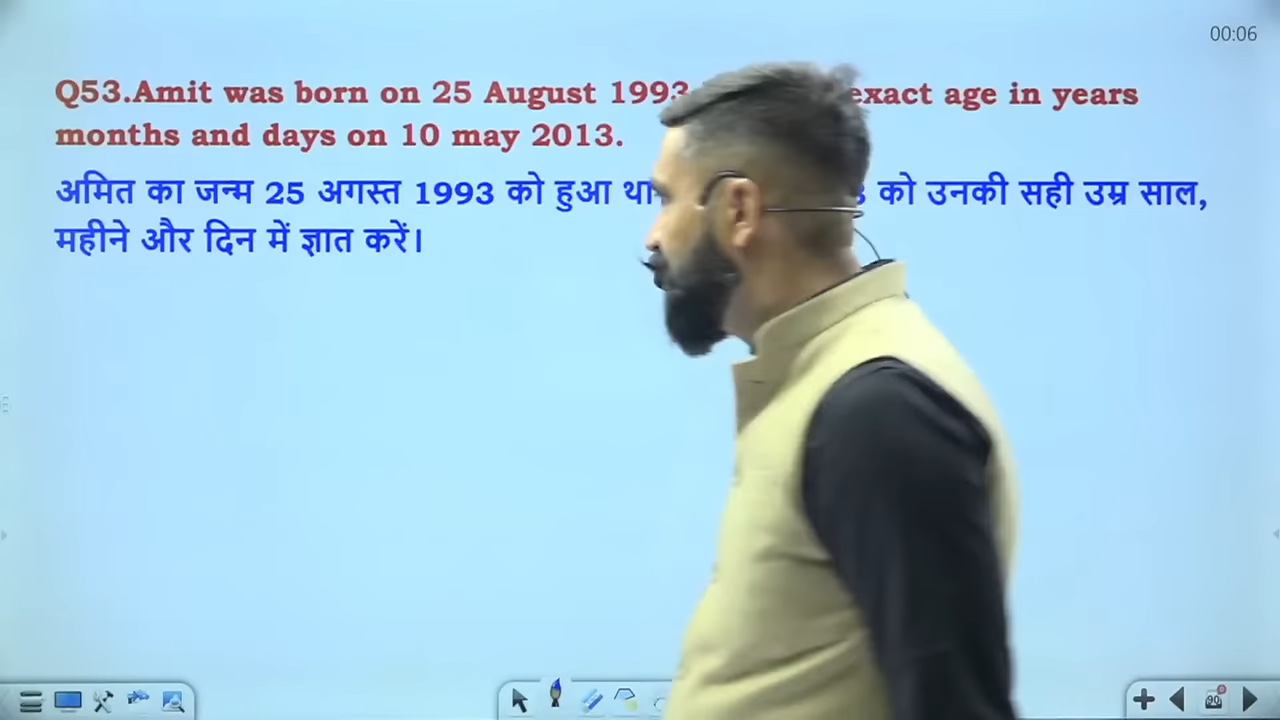 00:06
Q53.Amit was born on 25 August 1993 exact age in years
months and days on 10 may 2013.
अमित का जन्म 25 अगस्त 1993 को हुआ था को उनकी सही उम्र साल,
महीने और दिन में ज्ञात करें।